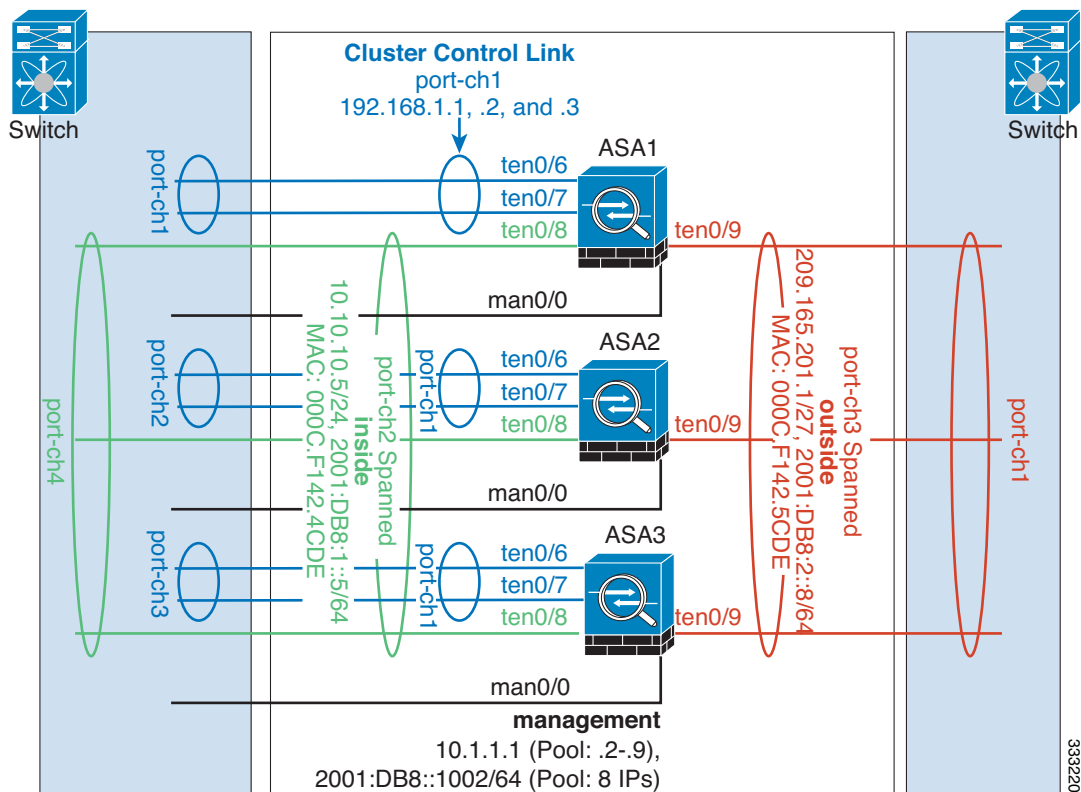 Switch
Cluster Control Link
port-ch1
192.168.1.1, .2, and .3
Switch
ASA1
port-ch1
ten0/6
ten0/7
ten0/8
ten0/9
man0/0
ASA2
port-ch2
port-ch1
ten0/6
ten0/7
ten0/8
ten0/9
man0/0
ASA3
port-ch3
port-ch1
ten0/6
ten0/7
ten0/8
ten0/9
man0/0
port-ch4
port-ch2 Spanned
inside
10.10.10.5/24, 2001:DB8:1::5/64
MAC: 000C.F142.4CDE
port-ch3 Spanned
outside
209.165.201.1/27, 2001:DB8:2::8/64
MAC: 000C.F142.5CDE
port-ch1
management
10.1.1.1 (Pool: .2-.9),
2001:DB8::1002/64 (Pool: 8 IPs)
333220